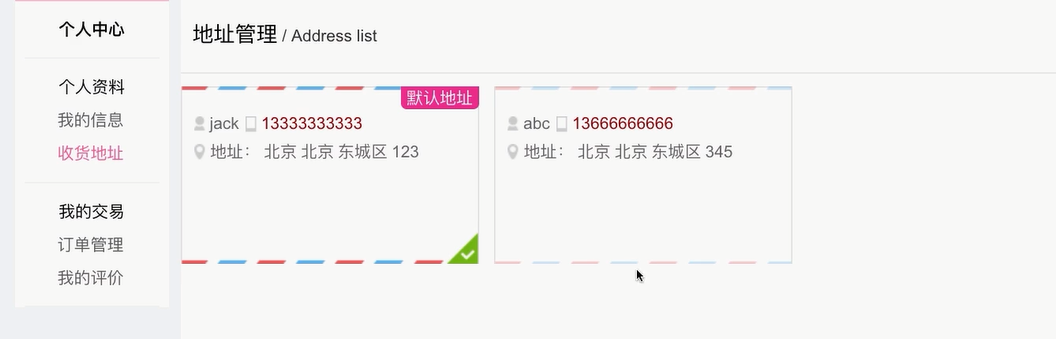 个人中心
个人资料
我的信息
收货地址
我的交易
订单管理
我的评价
地址管理 / Address list
默认地址
jack 13333333333
地址： 北京 北京 东城区 123
abc 13666666666
地址： 北京 北京 东城区 345